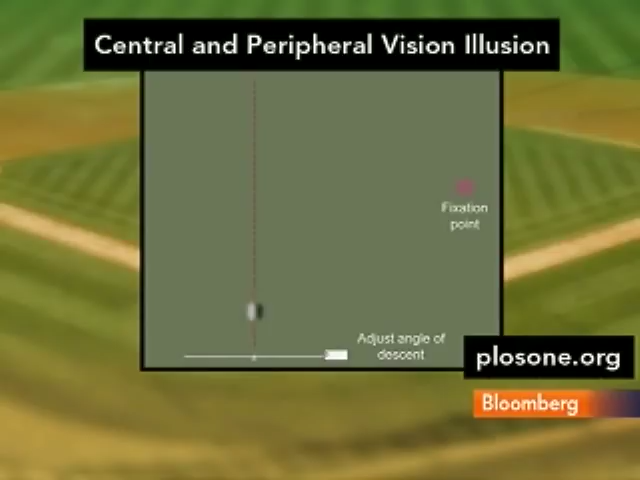 Central and Peripheral Vision Illusion
Fixation
point
Adjust angle of
descent
plosone.org
Bloomberg